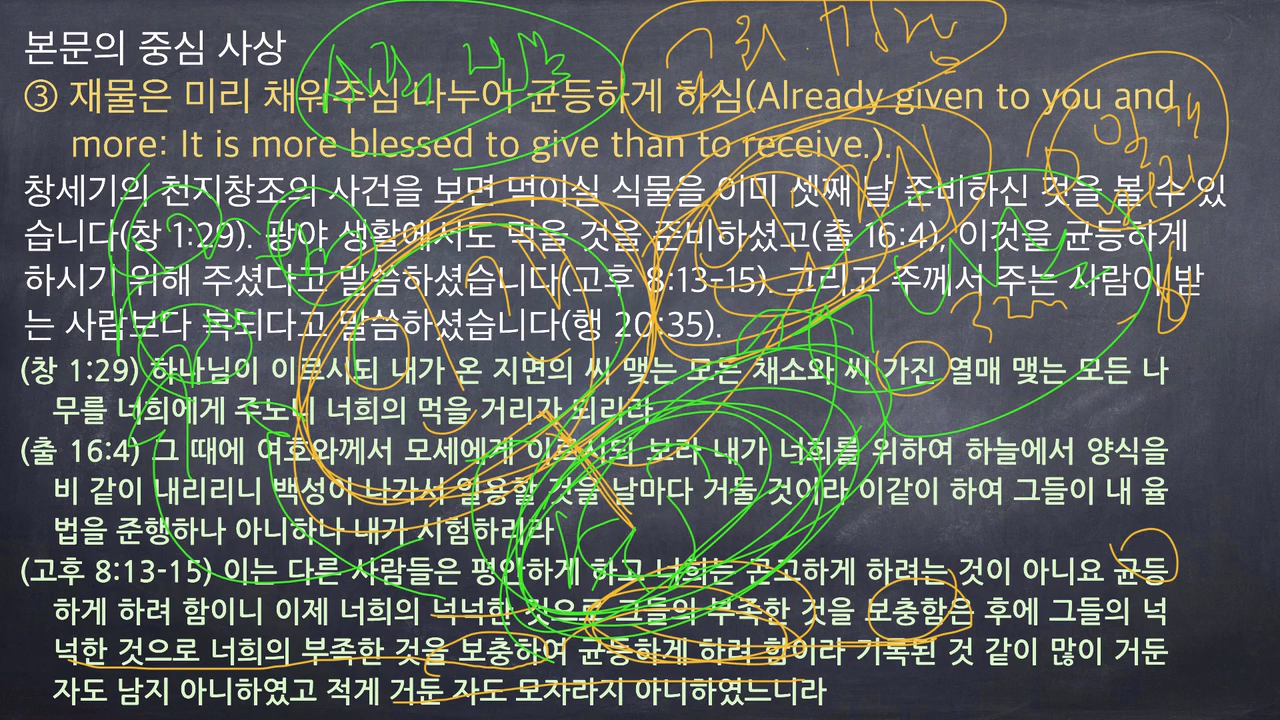 본문의 중심 사상
③ 재물은 미리 채워주심 나누어 균등하게 하심(Already given to you and
more: It is more blessed to give than to receive.).
창세기의 천지창조의 사건을 보면 먹이실 식물을 이미 셋째 날 준비하신 것을 볼 수 있
습니다(창 1:29). 광야 생활에서도 먹을 것을 준비하셨고(출 16:4), 이것을 균등하게
하시기 위해 주셨다고 말씀하셨습니다(고후 8:13-15). 그리고 주께서 주는 사람이 받
는 사람보다 복되다고 말씀하셨습니다(행 20:35).
(창 1:29) 하나님이 이르시되 내가 온 지면의 씨 맺는 모든 채소와 씨 가진 열매 맺는 모든 나
무를 너희에게 주노니 너희의 먹을 거리가 되리라
(출 16:4) 그 때에 여호와께서 모세에게 이르시되 보라 내가 너희를 위하여 하늘에서 양식을
비 같이 내리리니 백성이 나가서 일용할 것을 날마다 거둘 것이라 이같이 하여 그들이 내 율
법을 준행하나 아니하나 내가 시험하리라
(고후 8:13-15) 이는 다른 사람들은 평안하게 하고 너희는 곤고하게 하려는 것이 아니요 균등
하게 하려 함이니 이제 너희의 넉넉한 것으로 그들의 부족한 것을 보충함은 후에 그들의 넉
넉한 것으로 너희의 부족한 것을 보충하여 균등하게 하려 함이라 기록된 것 같이 많이 거둔
자도 남지 아니하였고 적게 거둔 자도 모자라지 아니하였느니라